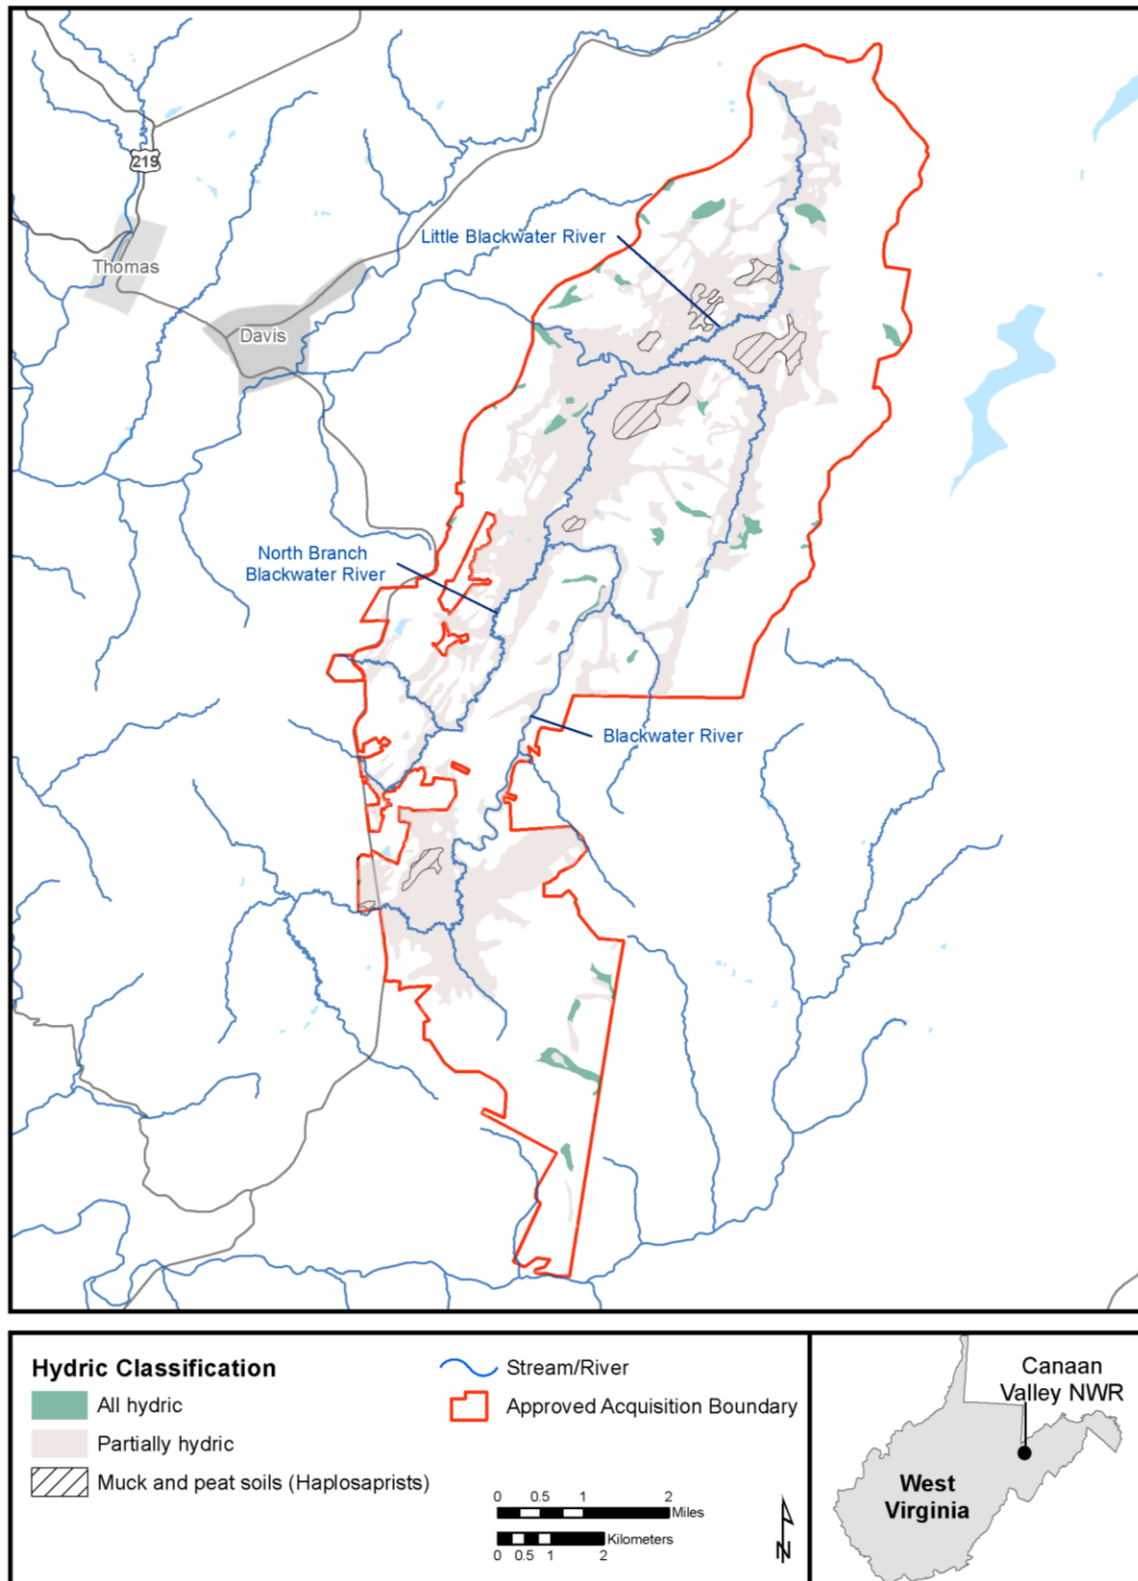 219
Thomas
Davis
Little Blackwater River
North Branch
Blackwater River
Blackwater River
Hydric Classification
All hydric
Partially hydric
Muck and peat soils (Haplosaprists)
Stream/River
Approved Acquisition Boundary
0 0.5 1 2
Miles
Kilometers
0 0.5 1 2
N
Canaan
Valley NWR
West
Virginia